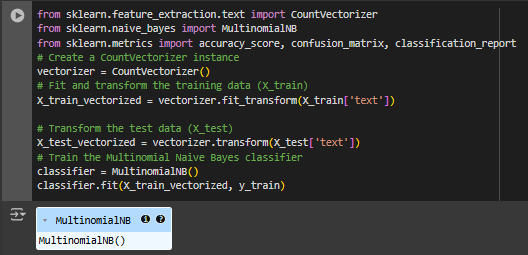 from sklearn.feature_extraction.text import CountVectorizer
from sklearn.naive_bayes import MultinomialNB
from sklearn.metrics import accuracy_score, confusion_matrix, classification_report
# Create a CountVectorizer instance
vectorizer = CountVectorizer()
# Fit and transform the training data (X_train)
X_train_vectorized = vectorizer.fit_transform(X_train['text'])

# Transform the test data (X_test)
X_test_vectorized = vectorizer.transform(X_test['text'])
# Train the Multinomial Naive Bayes classifier
classifier = MultinomialNB()
classifier.fit(X_train_vectorized, y_train)
MultinomialNB i ?
MultinomialNB()